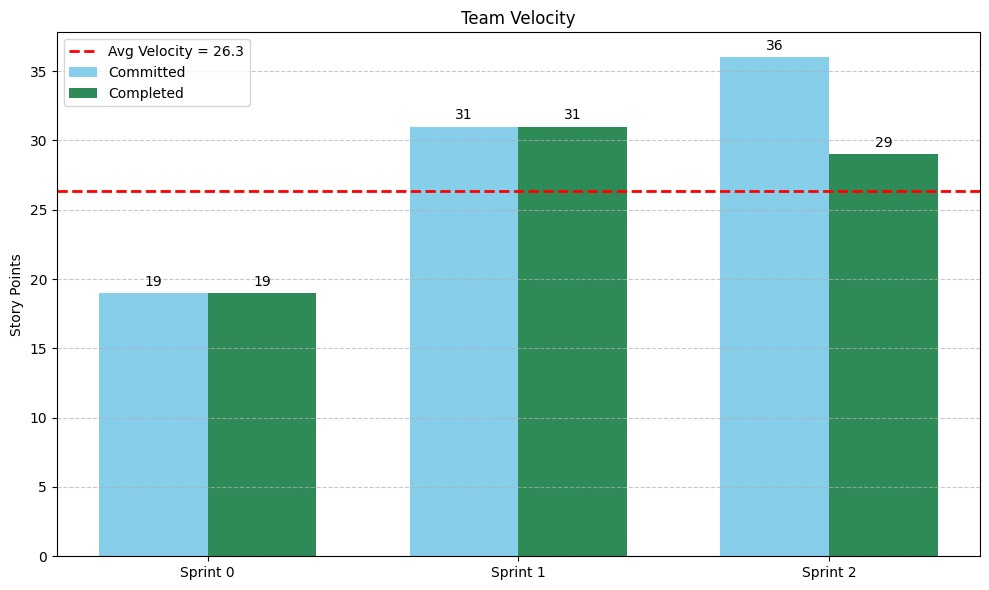 Team Velocity
Avg Velocity = 26.3
Committed
Completed
Story Points
35
30
25
20
15
10
5
0
19
19
31
31
36
29
Sprint 0
Sprint 1
Sprint 2